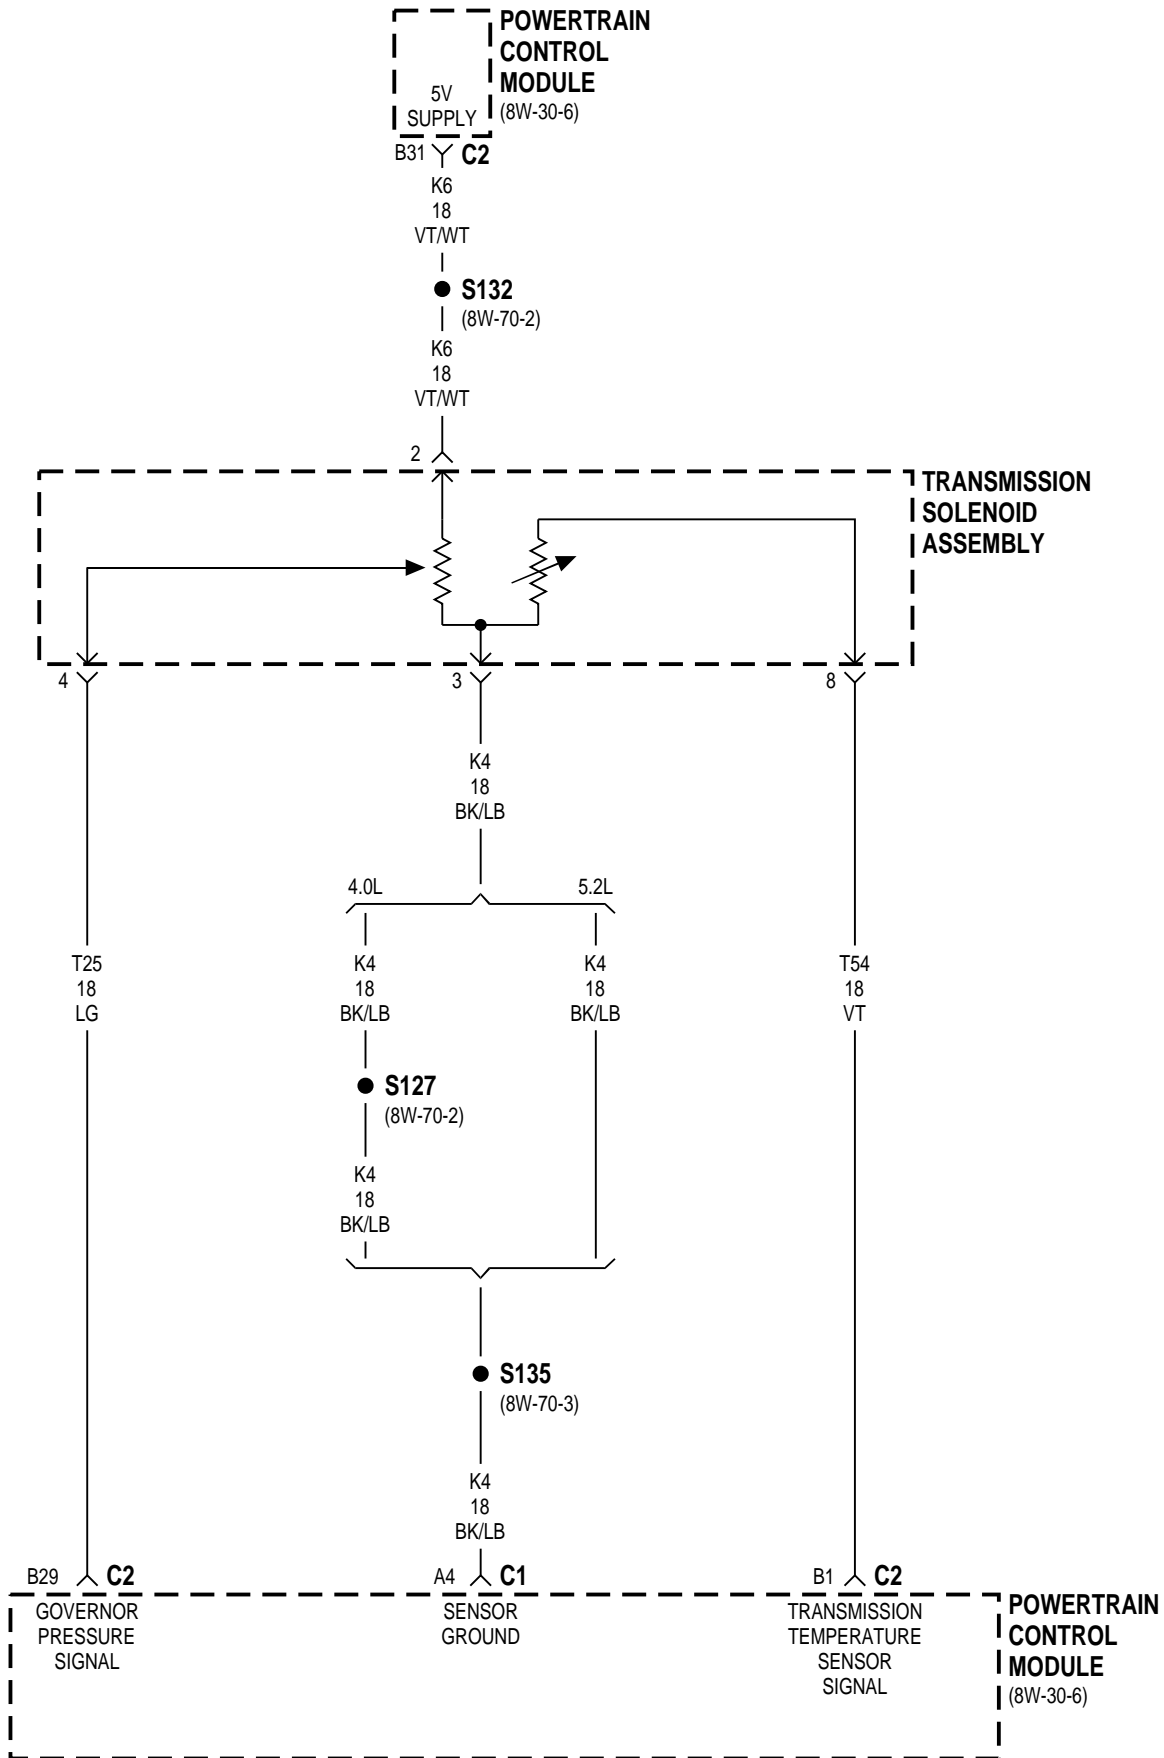 POWERTRAIN
CONTROL
MODULE
(8W-30-6)
5V
SUPPLY
B31
C2
K6
18
VT/WT
S132
(8W-70-2)
K6
18
VT/WT
2
TRANSMISSION
SOLENOID
ASSEMBLY
4
3
8
K4
18
BK/LB
4.0L
5.2L
T25
18
LG
K4
18
BK/LB
K4
18
BK/LB
T54
18
VT
S127
(8W-70-2)
K4
18
BK/LB
S135
(8W-70-3)
K4
18
BK/LB
B29
C2
A4
C1
B1
C2
GOVERNOR
PRESSURE
SIGNAL
SENSOR
GROUND
TRANSMISSION
TEMPERATURE
SENSOR
SIGNAL
POWERTRAIN
CONTROL
MODULE
(8W-30-6)